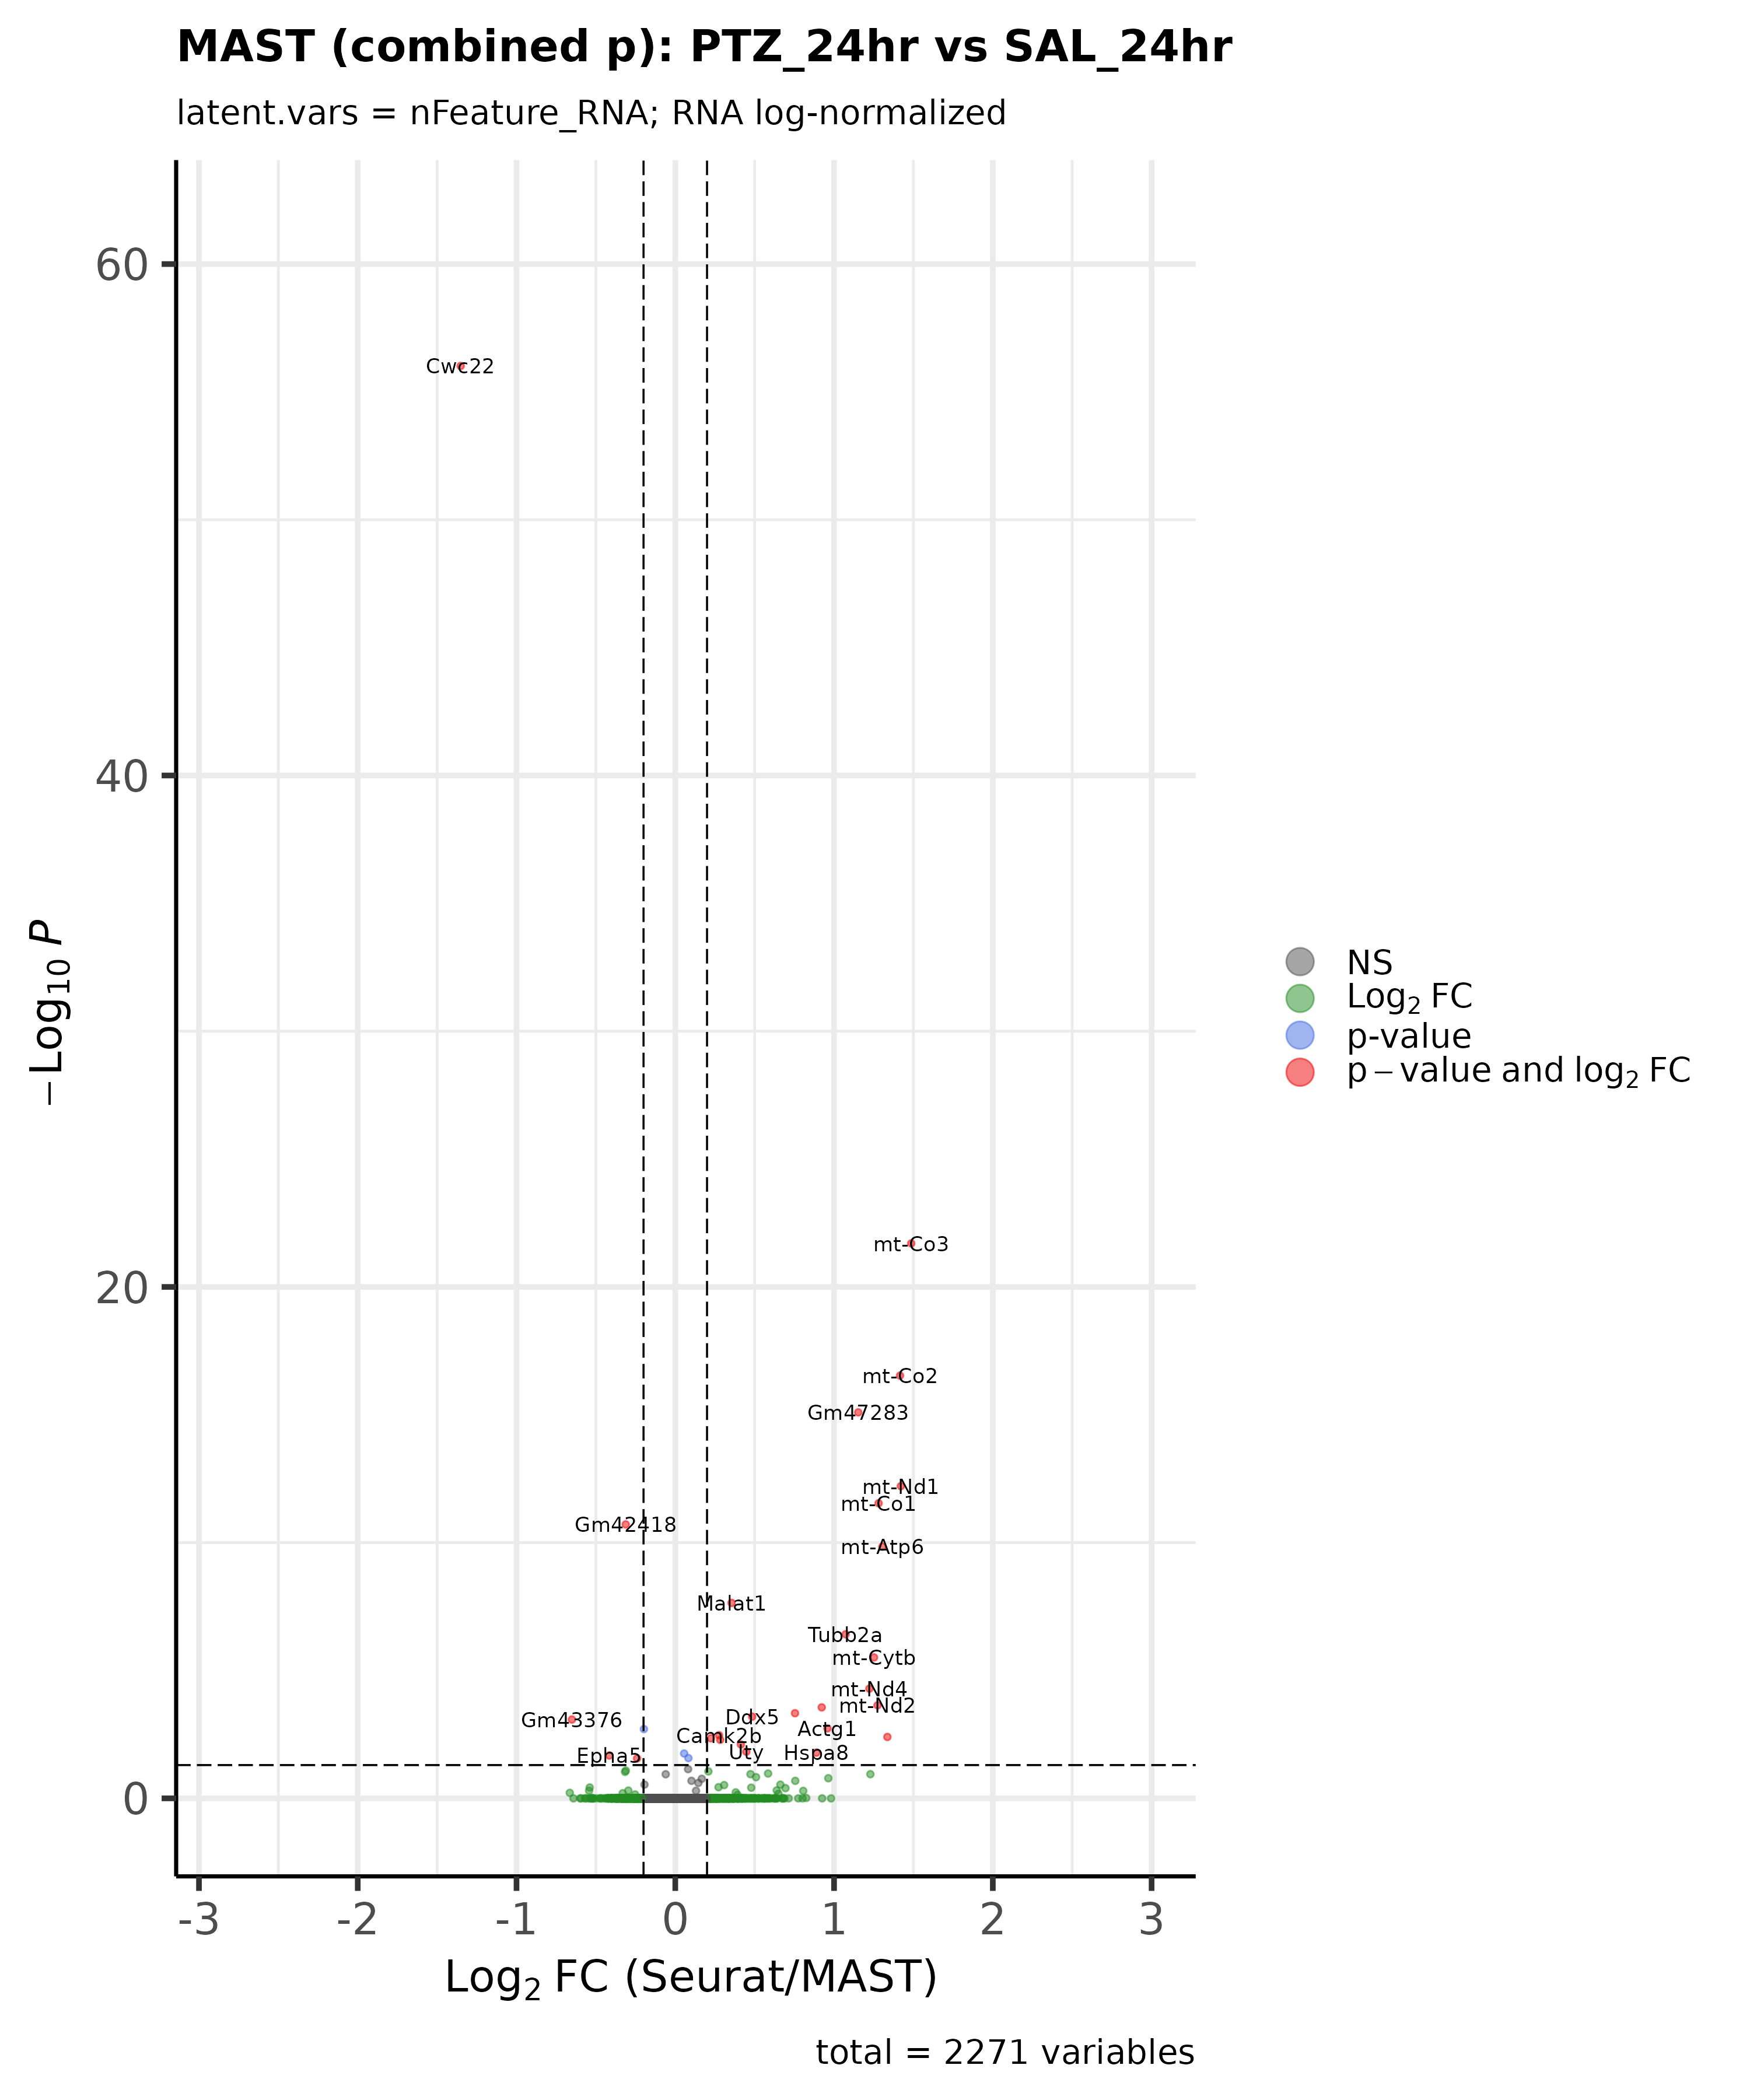 MAST (combined p): PTZ_24hr vs SAL_24hr
latent.vars = nFeature_RNA; RNA log-normalized
60
Cwc22
40
−Log10 P
NS
Log2 FC
p-value
p − value and log2 FC
mt-Co3
20
mt-Co2
Gm47283
mt-Nd1
mt-Co1
Gm42418
mt-Atp6
Malat1
Tubb2a
mt-Cytb
mt-Nd4
mt-Nd2
Gm43376
Ddx5
Actg1
Camk2b
Epha5
Uty
Hspa8
0
-3 -2 -1 0 1 2 3
Log2 FC (Seurat/MAST)
total = 2271 variables